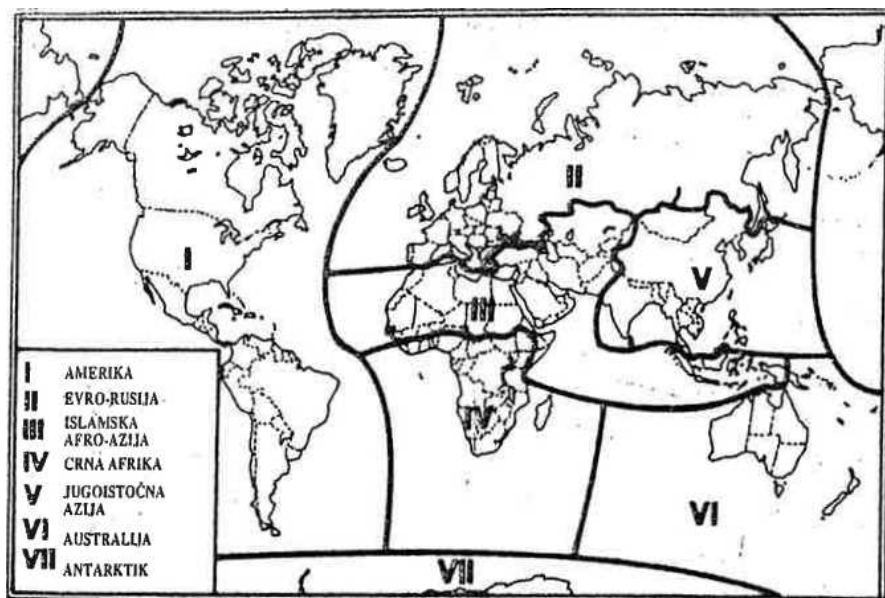 II
I
V
III
IV
VI
VII
I AMERIKA
II EVRO-RUSIJA
III ISLAMSKA
AFRO-AZIJA
IV CRNA AFRIKA
V JUGOISTOČNA
AZIJA
VI AUSTRALIJA
VII ANTARKTIK